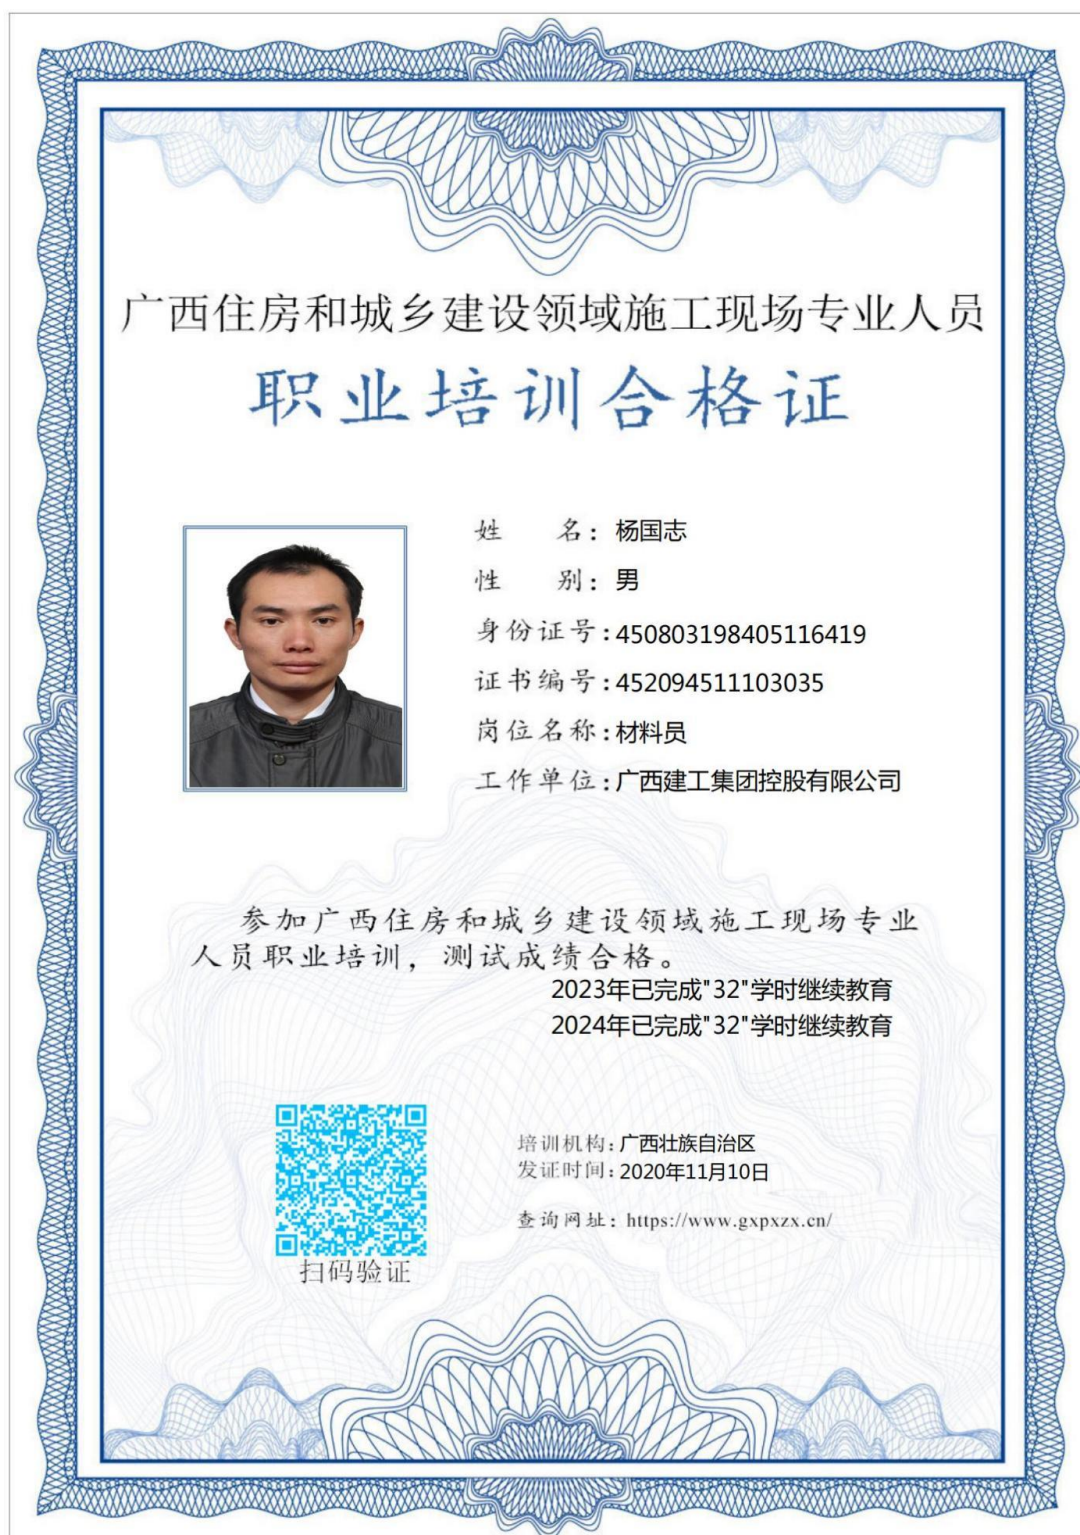 广西住房和城乡建设领域施工现场专业人员
职业培训合格证
姓 名：杨国志
性 别：男
身份证号：450803198405116419
证书编号：452094511103035
岗位名称：材料员
工作单位：广西建工集团控股有限公司
参加广西住房和城乡建设领域施工现场专业
人员职业培训，测试成绩合格。
2023年已完成"32"学时继续教育
2024年已完成"32"学时继续教育
培训机构：广西壮族自治区
发证时间：2020年11月10日
查询网址：https://www.gxpxzx.cn/
扫码验证